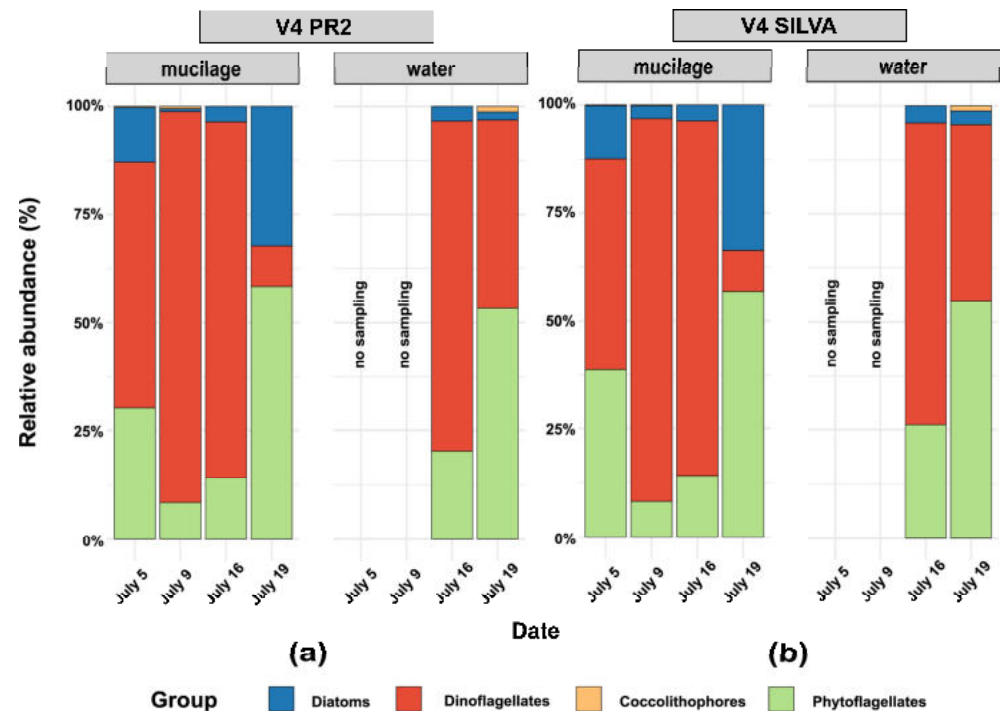 V4 PR2
V4 SILVA
mucilage
water
mucilage
water
Relative abundance (%)
100%
75%
50%
25%
0%
no sampling
no sampling
100%
75%
50%
25%
0%
no sampling
no sampling
July 5
July 9
July 16
July 19
July 5
July 9
July 16
July 19
July 5
July 9
July 16
July 19
July 5
July 9
July 16
July 19
Date
(a)
(b)
Group
Diatoms
Dinoflagellates
Coccolithophores
Phytoflagellates